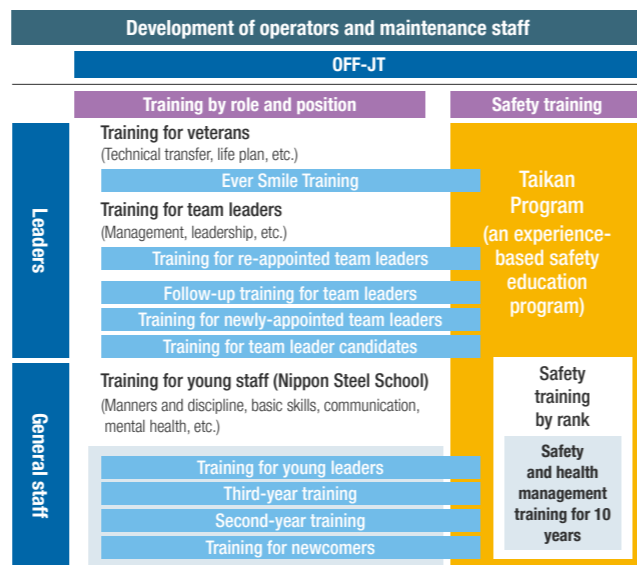 Development of operators and maintenance staff
OFF-JT
Training by role and position
Safety training
Leaders
Training for veterans
(Technical transfer, life plan, etc.)
Ever Smile Training
Training for team leaders
(Management, leadership, etc.)
Training for re-appointed team leaders
Follow-up training for team leaders
Training for newly-appointed team leaders
Training for team leader candidates
General staff
Training for young staff (Nippon Steel School)
(Manners and discipline, basic skills, communication,
mental health, etc.)
Training for young leaders
Third-year training
Second-year training
Training for newcomers
Taikan
Program
(an experience-
based safety
education
program)
Safety
training
by rank
Safety
and health
management
training for 10
years